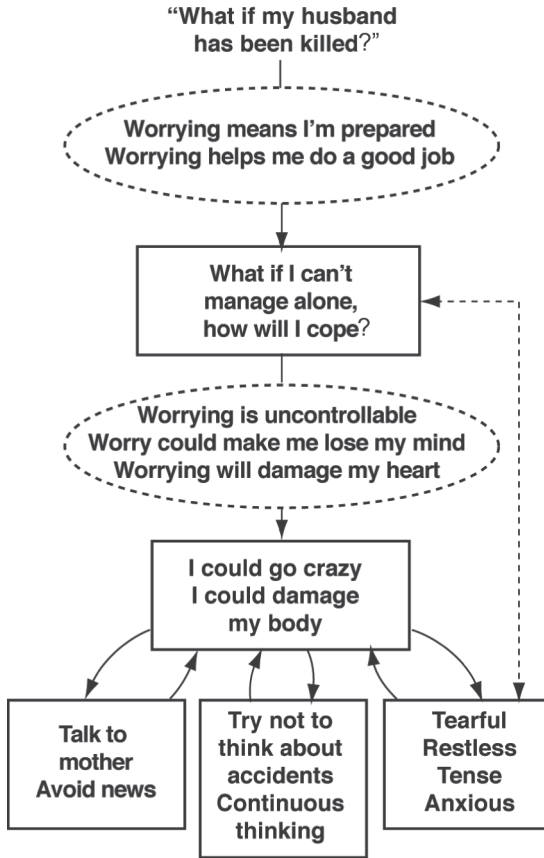 “What if my husband
has been killed?”
Worrying means I’m prepared
Worrying helps me do a good job
What if I can’t
manage alone,
how will I cope?
Worrying is uncontrollable
Worry could make me lose my mind
Worrying will damage my heart
I could go crazy
I could damage
my body
Talk to
mother
Avoid news
Try not to
think about
accidents
Continuous
thinking
Tearful
Restless
Tense
Anxious